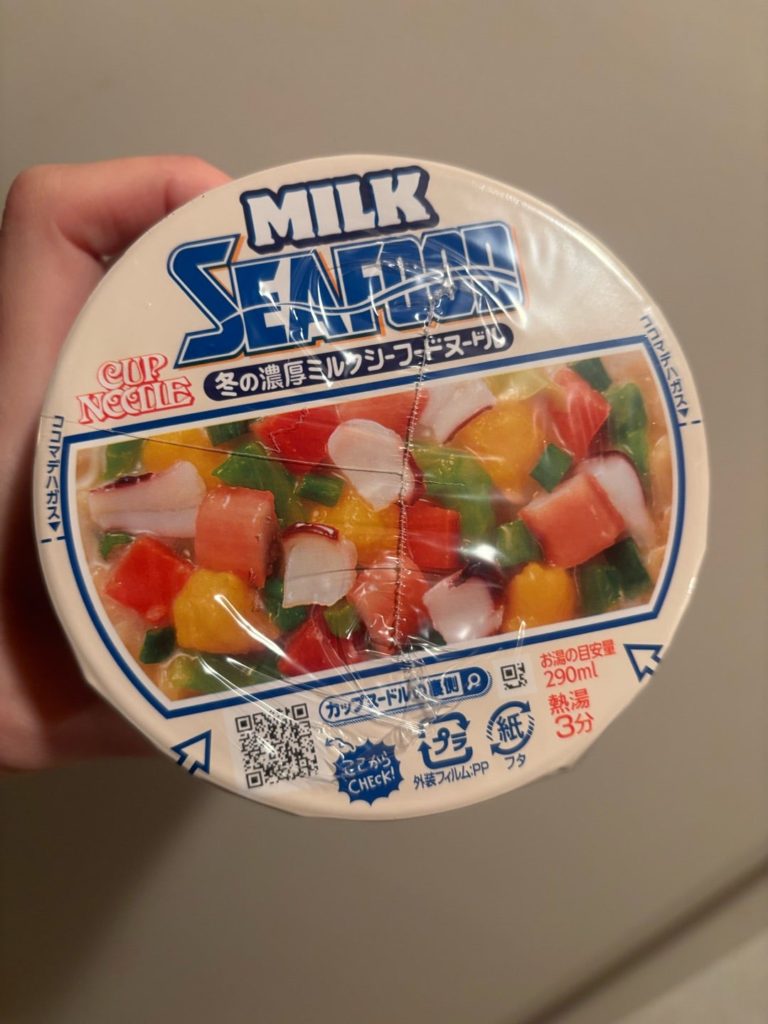 MILK
SEAFOOD
CUP
NOODLE
冬の濃厚ミルクシーフードヌードル
ココマデハガス▼
ココマデハガス▼
カップヌードルの裏側
お湯の目安量
290ml
熱湯
3分
ここから
CHECK!
プラ
外装フィルム:PP
紙
フタ